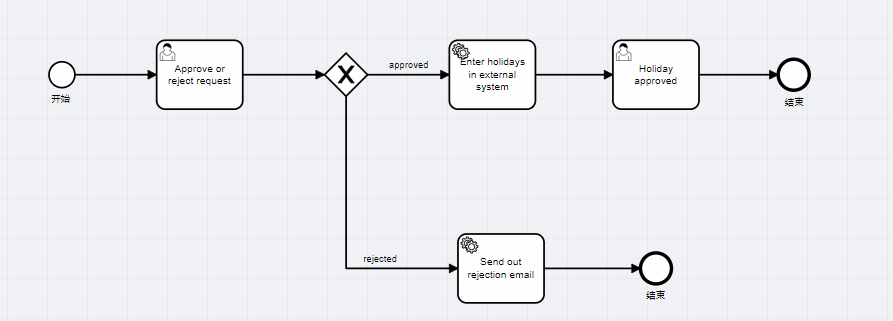 开始
Approve or
reject request
approved
Enter holidays
in external
system
Holiday
approved
结束
rejected
Send out
rejection email
结束